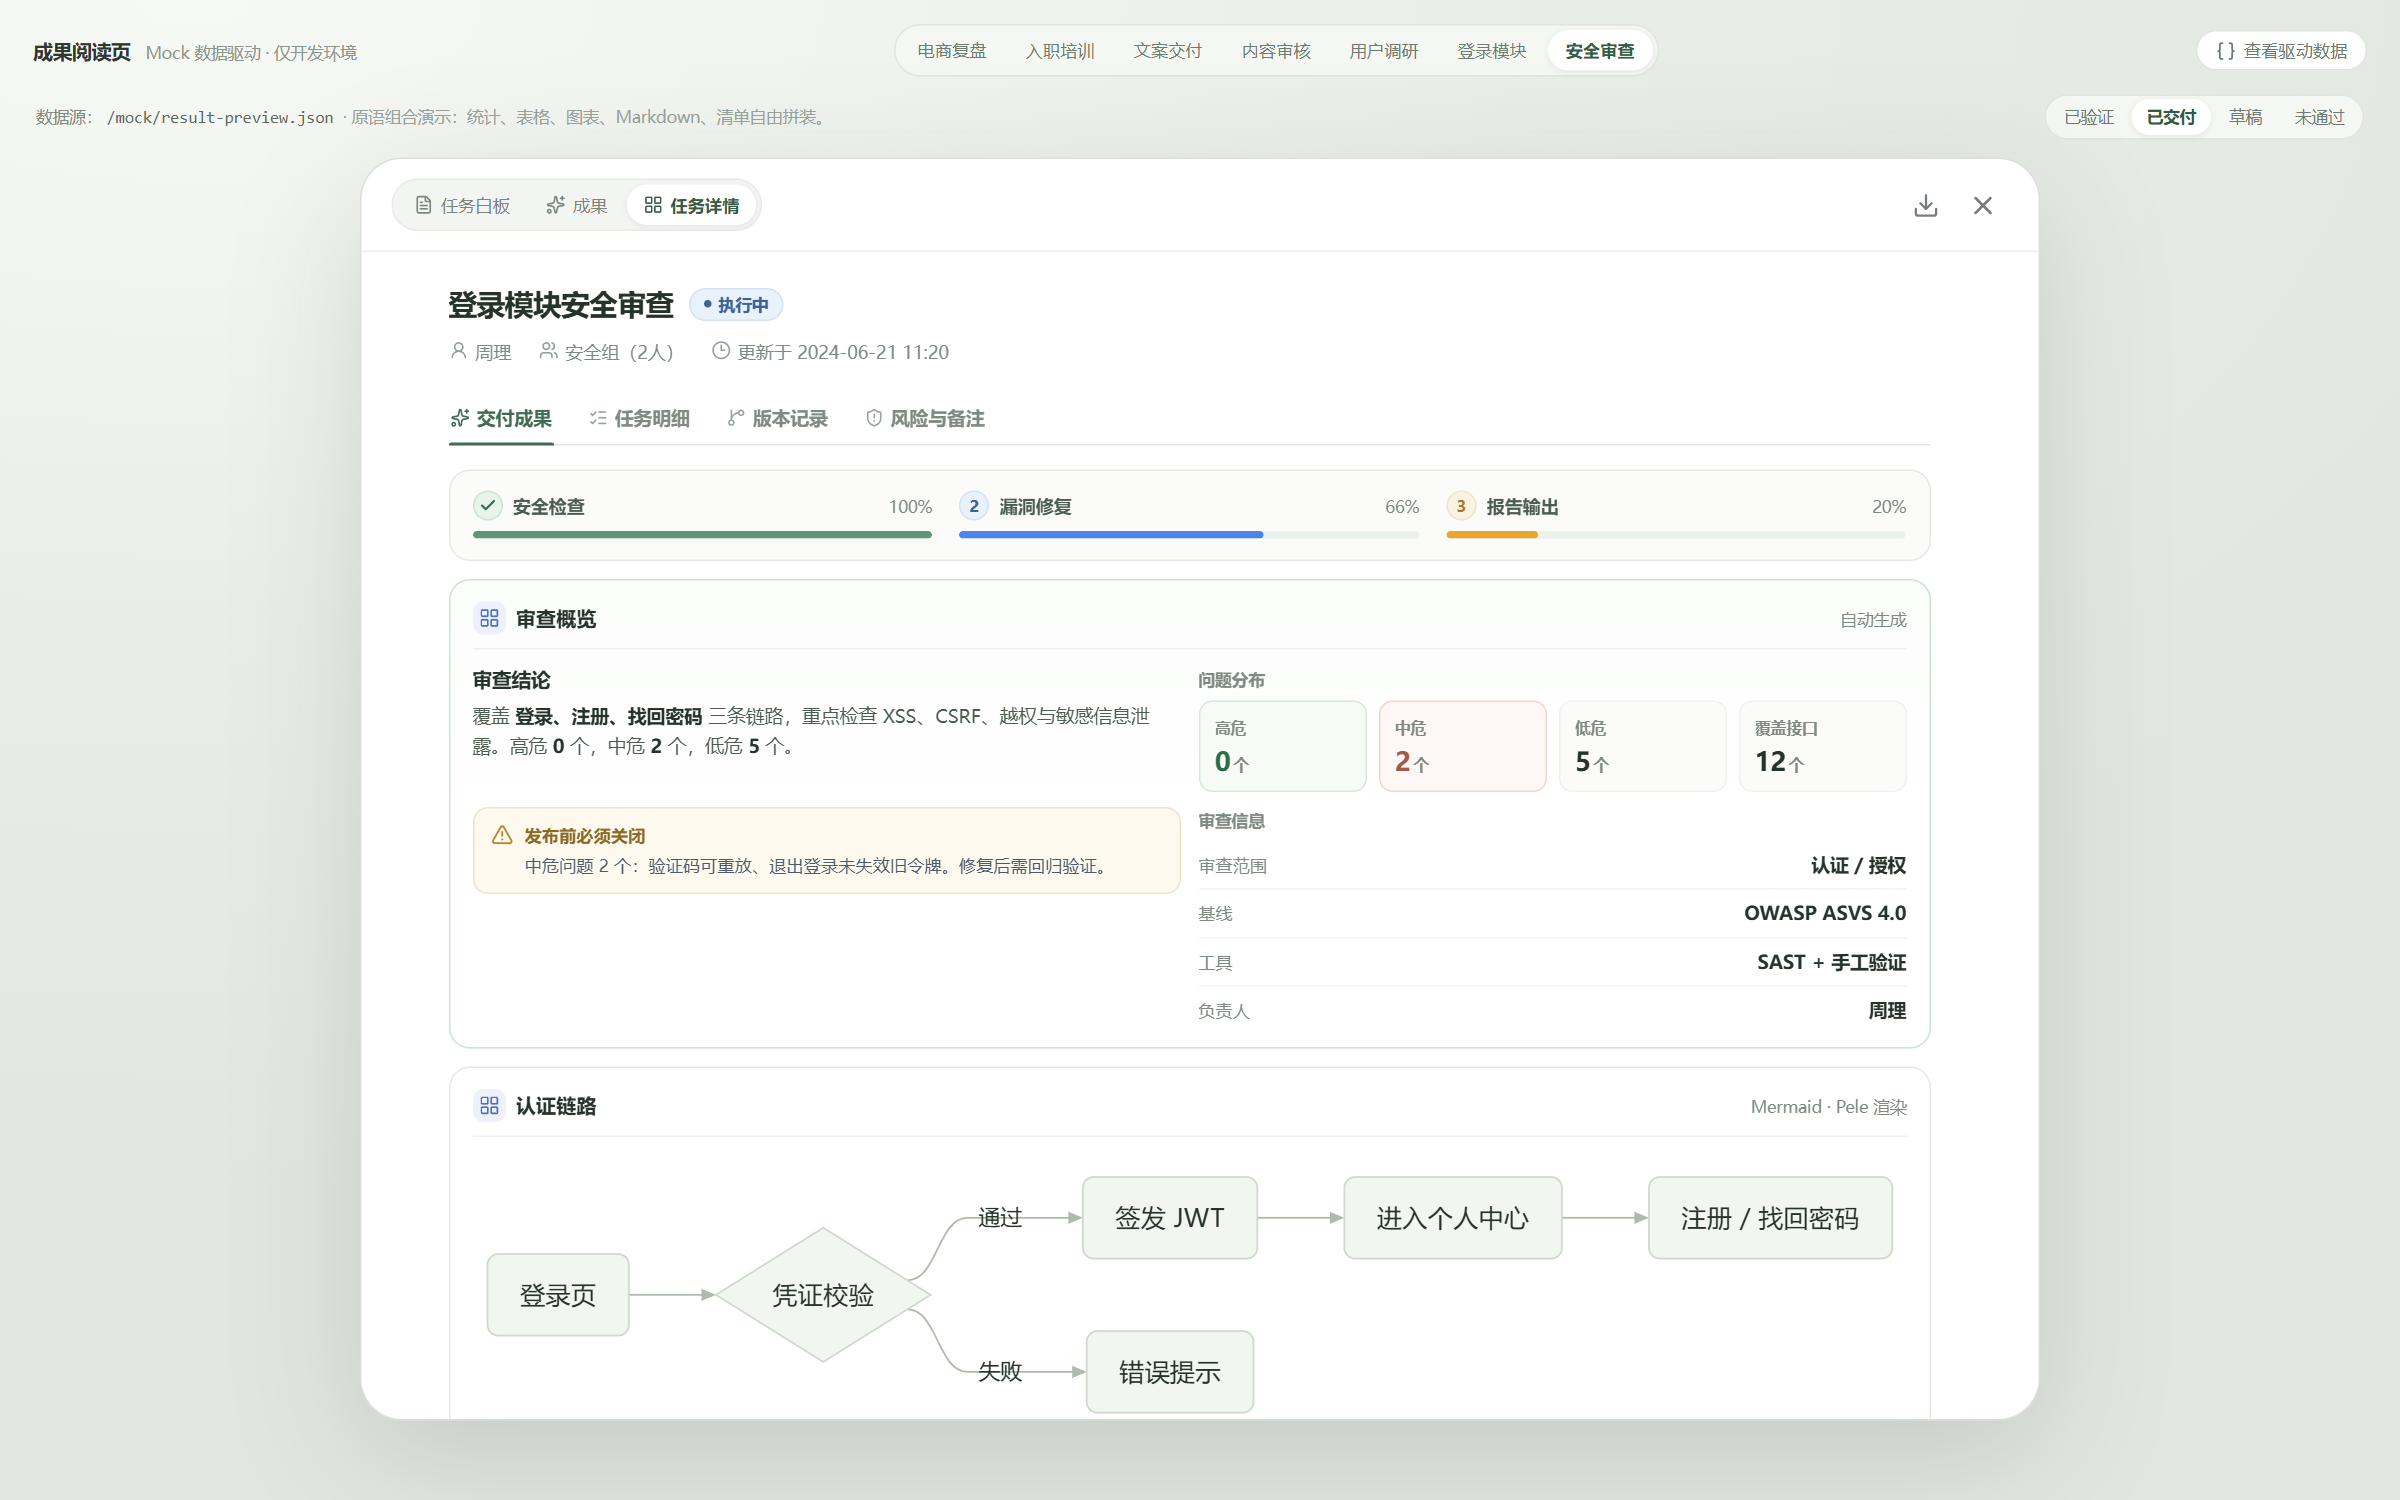 成果阅读页 Mock 数据驱动 · 仅开发环境
电商复盘 入职培训 文案交付 内容审核 用户调研 登录模块 安全审查
{ } 查看驱动数据
数据源： /mock/result-preview.json · 原语组合演示：统计、表格、图表、Markdown、清单自由拼装。
已验证 已交付 草稿 未通过
任务白板 成果 任务详情
登录模块安全审查 执行中
周理 安全组（2人） 更新于 2024-06-21 11:20
交付成果 任务明细 版本记录 风险与备注
安全检查 100%
2 漏洞修复 66%
3 报告输出 20%
审查概览 自动生成
审查结论
覆盖 登录、注册、找回密码 三条链路，重点检查 XSS、CSRF、越权与敏感信息泄
露。高危 0 个，中危 2 个，低危 5 个。
发布前必须关闭
中危问题 2 个：验证码可重放、退出登录未失效旧令牌。修复后需回归验证。
问题分布
高危 中危 低危 覆盖接口
0个 2个 5个 12个
审查信息
审查范围 认证 / 授权
基线 OWASP ASVS 4.0
工具 SAST + 手工验证
负责人 周理
认证链路 Mermaid · Pele 渲染
登录页
凭证校验
通过
签发 JWT
进入个人中心
注册 / 找回密码
失败
错误提示